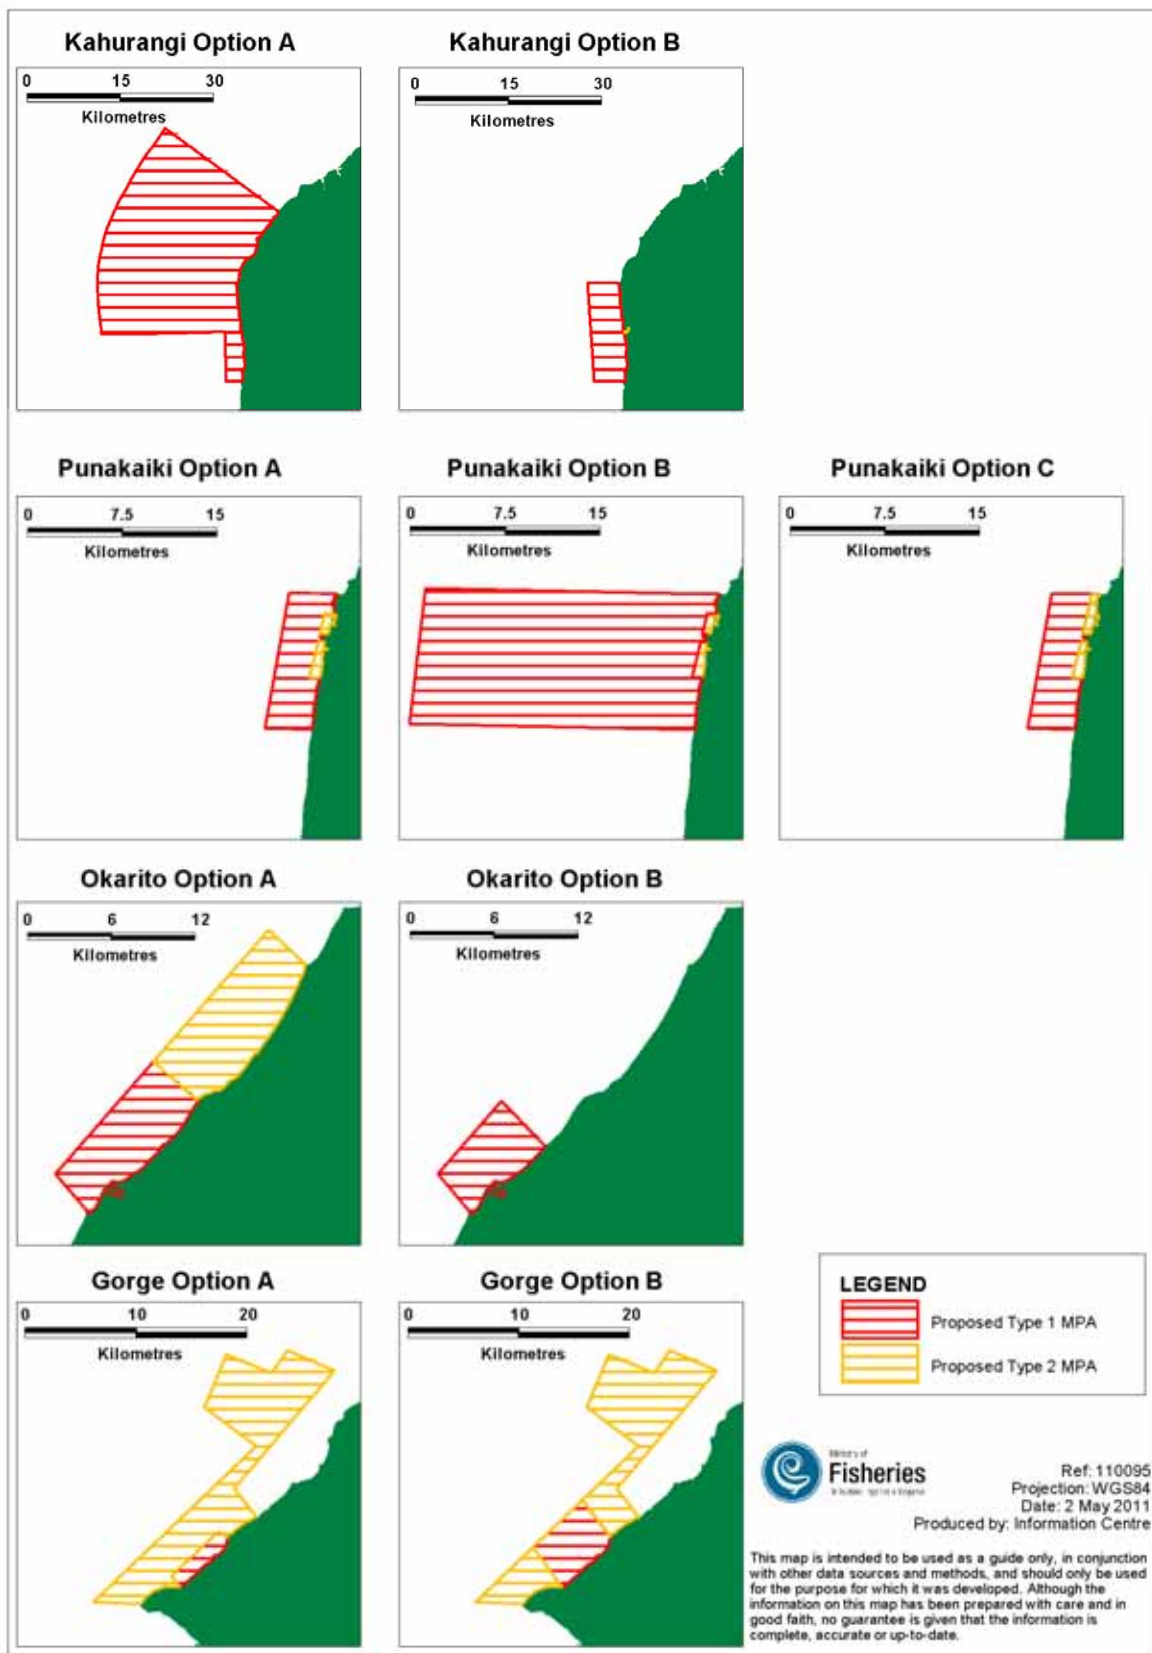 Kahurangi Option A
Kahurangi Option B
0 15 30
Kilometres
0 15 30
Kilometres
Punakaiki Option A
Punakaiki Option B
Punakaiki Option C
0 7.5 15
Kilometres
0 7.5 15
Kilometres
0 7.5 15
Kilometres
Okarito Option A
Okarito Option B
0 6 12
Kilometres
0 6 12
Kilometres
Gorge Option A
Gorge Option B
0 10 20
Kilometres
0 10 20
Kilometres
LEGEND
Proposed Type 1 MPA
Proposed Type 2 MPA
Ministry of
Fisheries
Ref: 110095
Projection: WGS84
Date: 2 May 2011
Produced by: Information Centre
This map is intended to be used as a guide only, in conjunction
with other data sources and methods, and should only be used
for the purpose for which it was developed. Although the
information on this map has been prepared with care and in
good faith, no guarantee is given that the information is
complete, accurate or up-to-date.